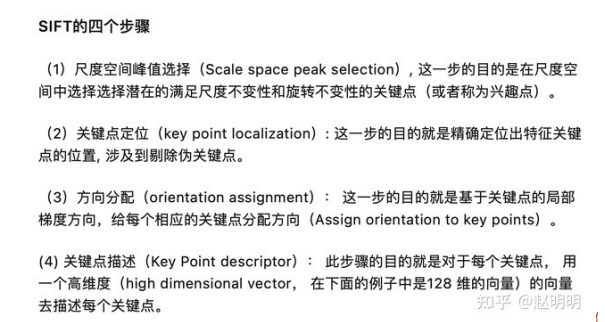 SIFT的四个步骤
（1）尺度空间峰值选择（Scale space peak selection）, 这一步的目的是在尺度空
间中选择选择潜在的满足尺度不变性和旋转不变性的关键点（或者称为兴趣点）。
（2）关键点定位（key point localization）: 这一步的目的就是精确定位出特征关键
点的位置, 涉及到剔除伪关键点。
（3）方向分配（orientation assignment）： 这一步的目的就是基于关键点的局部
梯度方向，给每个相应的关键点分配方向（Assign orientation to key points）。
(4) 关键点描述（Key Point descriptor）： 此步骤的目的就是对于每个关键点， 用
一个高维度（high dimensional vector， 在下面的例子中是128 维的向量）的向量
去描述每个关键点。
知乎 @赵明明